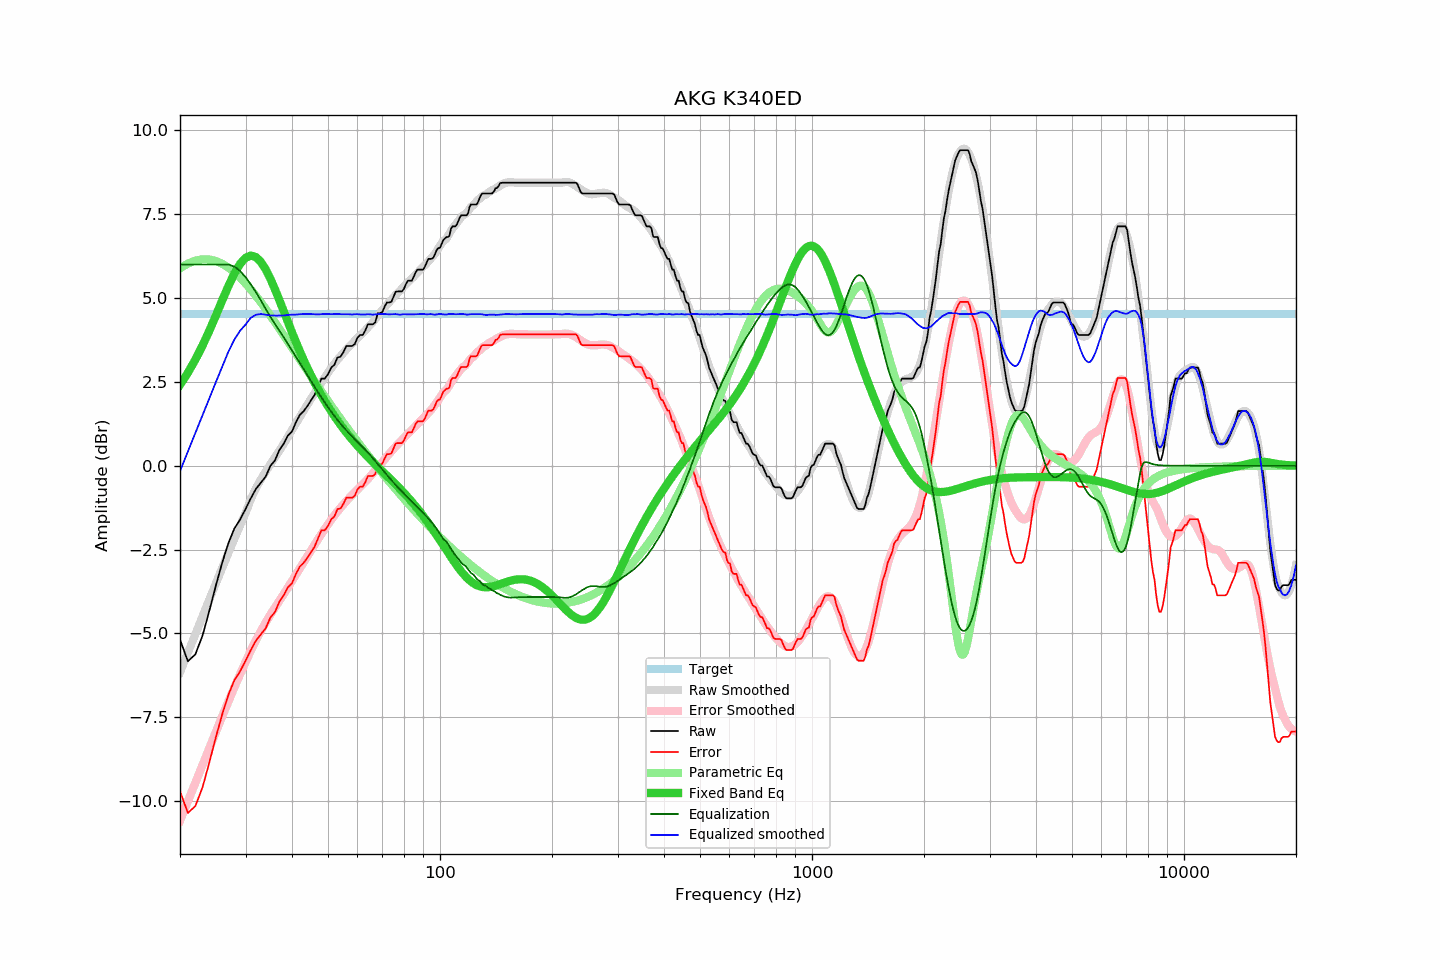 AKG K340ED
10.0
7.5
5.0
2.5
0.0
−2.5
−5.0
−7.5
−10.0
Amplitude (dBr)
Target
Raw Smoothed
Error Smoothed
Raw
Error
Parametric Eq
Fixed Band Eq
Equalization
Equalized smoothed
100 1000 10000
Frequency (Hz)